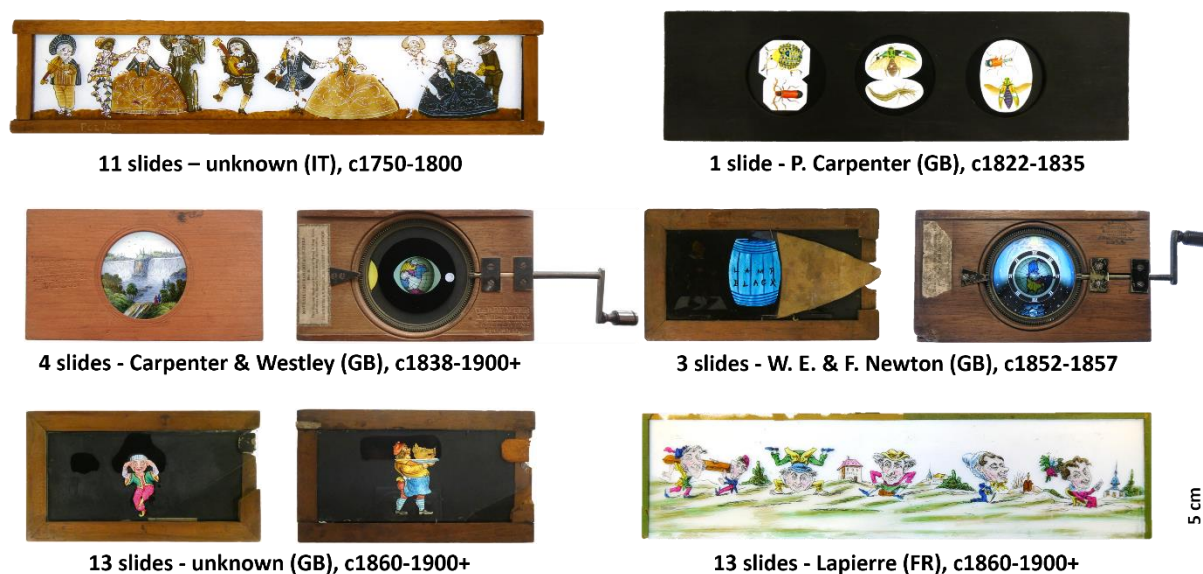 11 slides – unknown (IT), c1750-1800
1 slide - P. Carpenter (GB), c1822-1835
LAMP
BLACK
4 slides - Carpenter & Westley (GB), c1838-1900+
3 slides - W. E. & F. Newton (GB), c1852-1857
13 slides - unknown (GB), c1860-1900+
13 slides - Lapierre (FR), c1860-1900+
5 cm